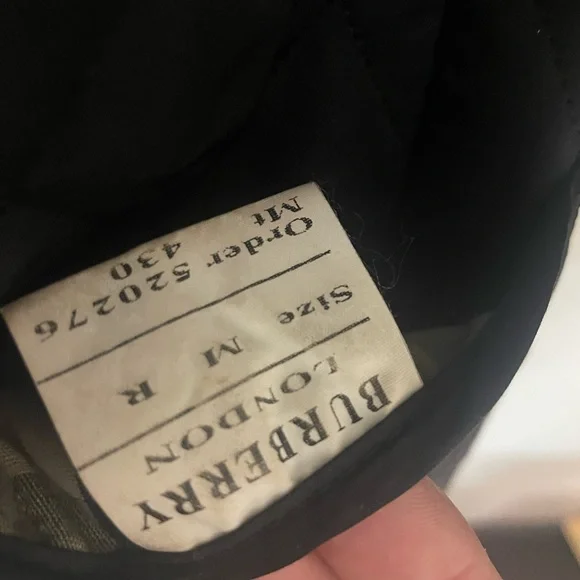 BURBERRY
LONDON
Size M R
Order 520276
Mt 430